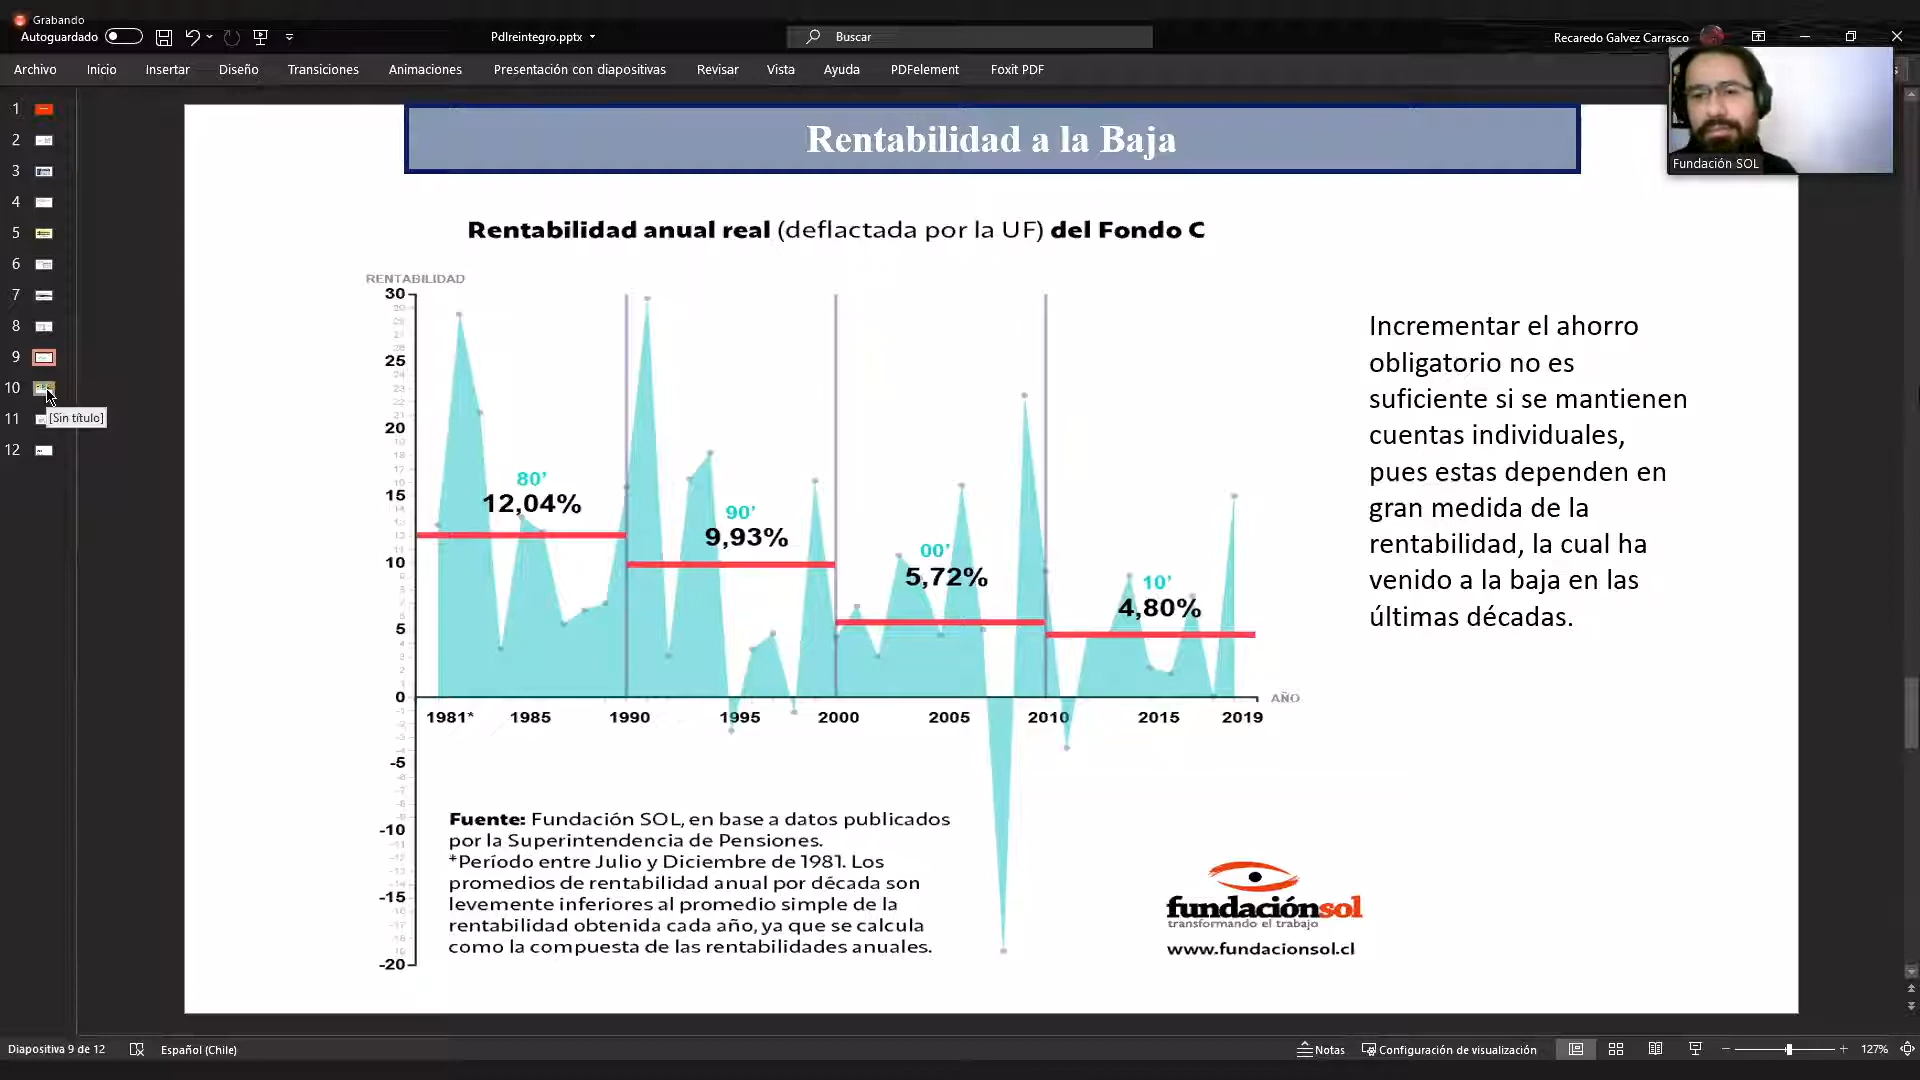 Grabando
Autoguardado
Pdlreintegro.pptx
Buscar
Recaredo Galvez Carrasco
Archivo Inicio Insertar Diseño Transiciones Animaciones Presentación con diapositivas Revisar Vista Ayuda PDFelement Foxit PDF
Fundación SOL
1
2
3
4
5
6
7
8
9
10
11
12
[Sin título]
Rentabilidad a la Baja
Rentabilidad anual real (deflactada por la UF) del Fondo C
RENTABILIDAD
30
25
20
15
10
5
0
-5
-10
-15
-20
80'
12,04%
90'
9,93%
00'
5,72%
10'
4,80%
AÑO
1981* 1985 1990 1995 2000 2005 2010 2015 2019
Fuente: Fundación SOL, en base a datos publicados
por la Superintendencia de Pensiones.
*Período entre Julio y Diciembre de 1981. Los
promedios de rentabilidad anual por década son
levemente inferiores al promedio simple de la
rentabilidad obtenida cada año, ya que se calcula
como la compuesta de las rentabilidades anuales.
fundaciónsol
transformando el trabajo
www.fundacionsol.cl
Incrementar el ahorro
obligatorio no es
suficiente si se mantienen
cuentas individuales,
pues estas dependen en
gran medida de la
rentabilidad, la cual ha
venido a la baja en las
últimas décadas.
Diapositiva 9 de 12
Español (Chile)
Notas
Configuración de visualización
127%